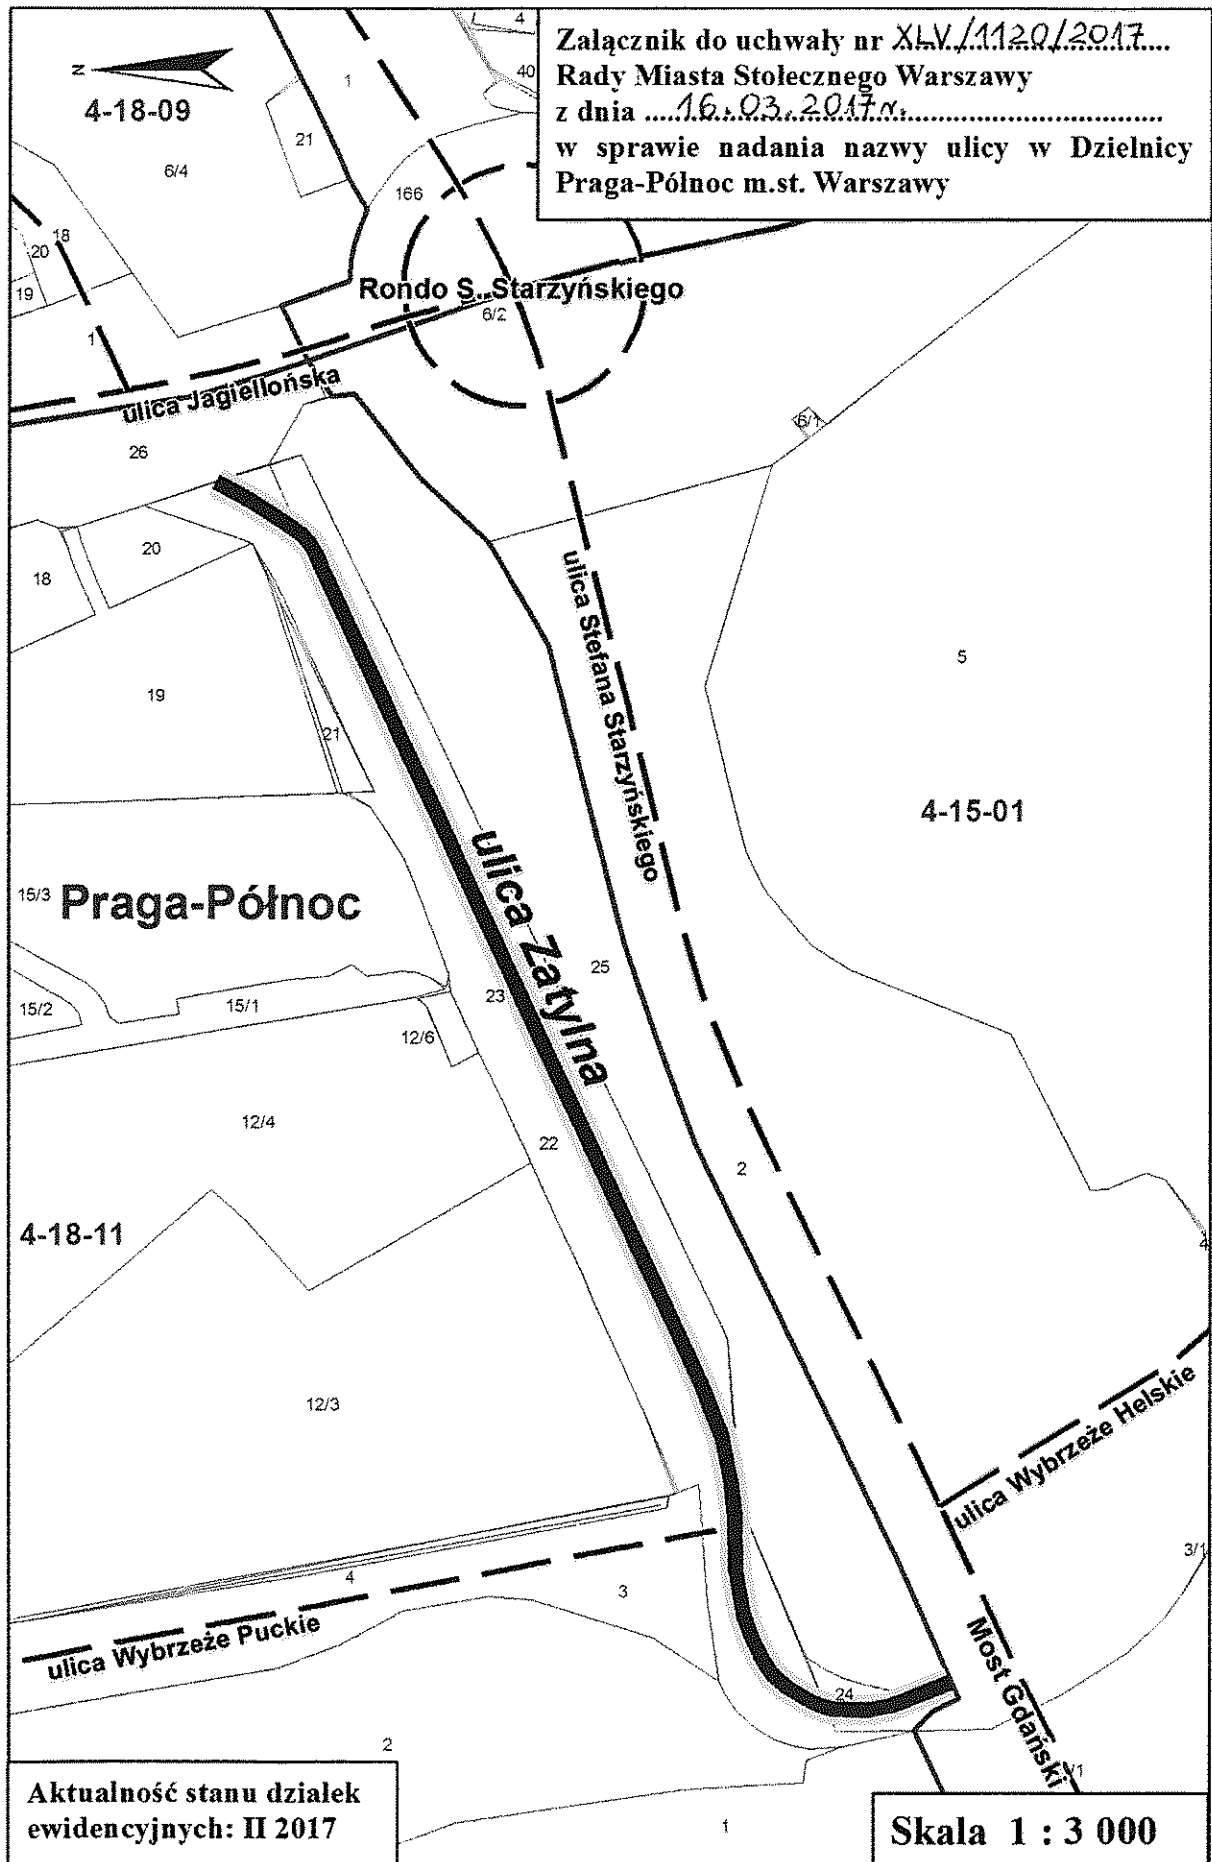 Załącznik do uchwały nr XLV/1120/2017
Rady Miasta Stołecznego Warszawy
z dnia 16.03.2017r.
w sprawie nadania nazwy ulicy w Dzielnicy
Praga-Północ m.st. Warszawy
N
4-18-09
4
40
1
21
6/4
166
18
20
19
1
Rondo S. Starzyńskiego
6/2
ulica Jagiellońska
26
6/1
20
18
ulica Stefana Starzyńskiego
5
19
21
4-15-01
ulica Zatylna
15/3
Praga-Północ
25
23
15/2
15/1
12/6
12/4
22
2
4-18-11
4
12/3
ulica Wybrzeże Helskie
3/1
4
3
ulica Wybrzeże Puckie
Most Gdański
24
2
/1
1
Aktualność stanu działek
ewidencyjnych: II 2017
Skala 1 : 3 000